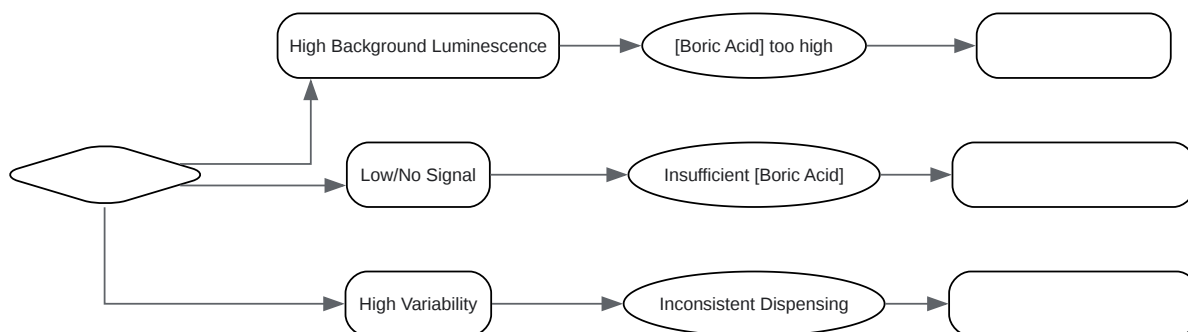 High Background Luminescence
[Boric Acid] too high
Low/No Signal
Insufficient [Boric Acid]
High Variability
Inconsistent Dispensing